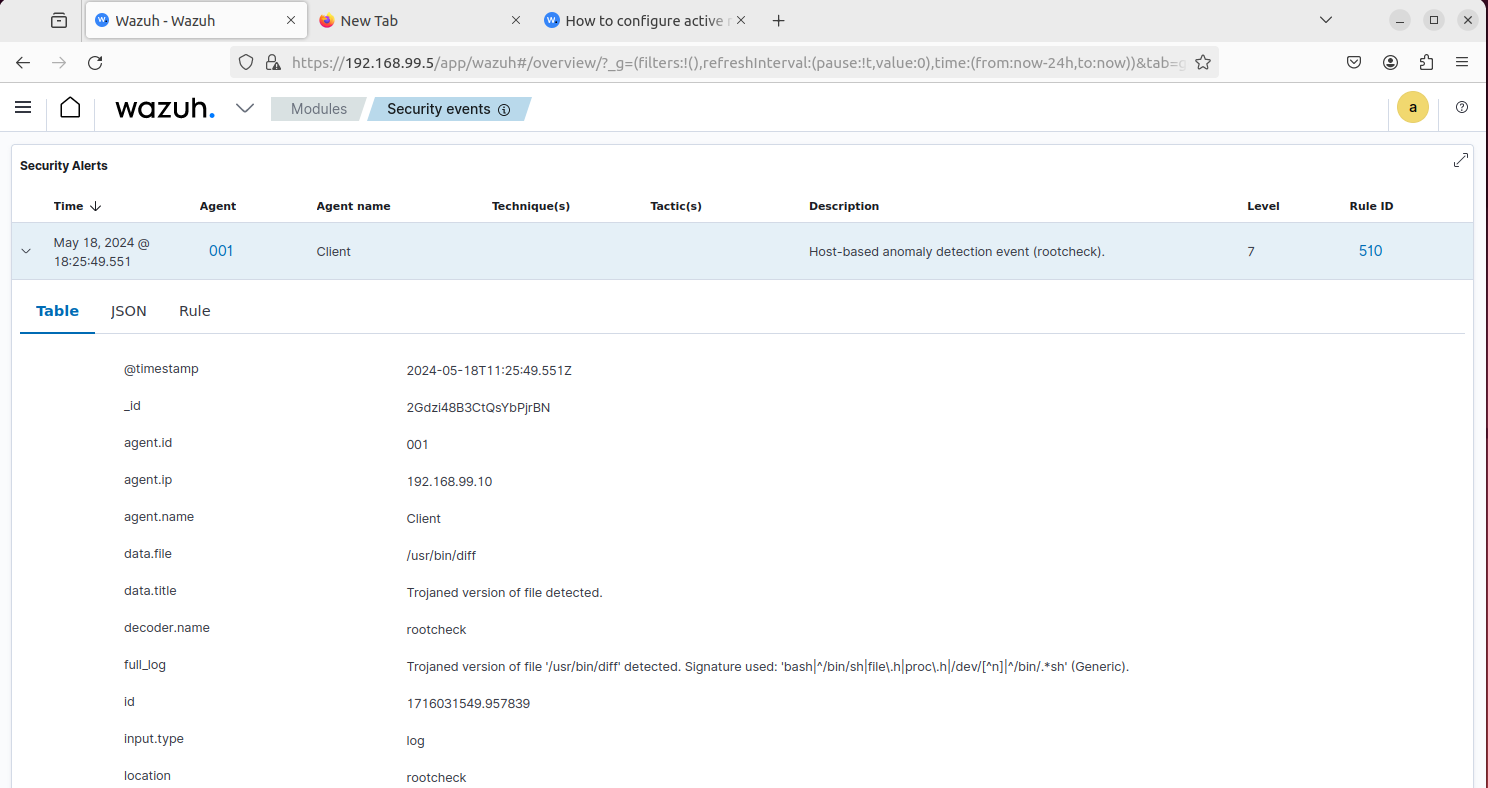 Wazuh - Wazuh
New Tab
How to configure active r
https://192.168.99.5/app/wazuh#/overview/?_g=(filters:!(),refreshInterval:(pause:!t,value:0),time:(from:now-24h,to:now))&tab=g
wazuh.
Modules
Security events
a
Security Alerts
Time Agent Agent name Technique(s) Tactic(s) Description Level Rule ID
May 18, 2024 @
18:25:49.551
001 Client Host-based anomaly detection event (rootcheck). 7 510
Table JSON Rule
@timestamp 2024-05-18T11:25:49.551Z
_id 2Gdzi48B3CtQsYbPjrBN
agent.id 001
agent.ip 192.168.99.10
agent.name Client
data.file /usr/bin/diff
data.title Trojaned version of file detected.
decoder.name rootcheck
full_log Trojaned version of file '/usr/bin/diff' detected. Signature used: 'bash|^/bin/sh|file\.h|proc\.h|/dev/[^n]|^/bin/.*sh' (Generic).
id 1716031549.957839
input.type log
location rootcheck